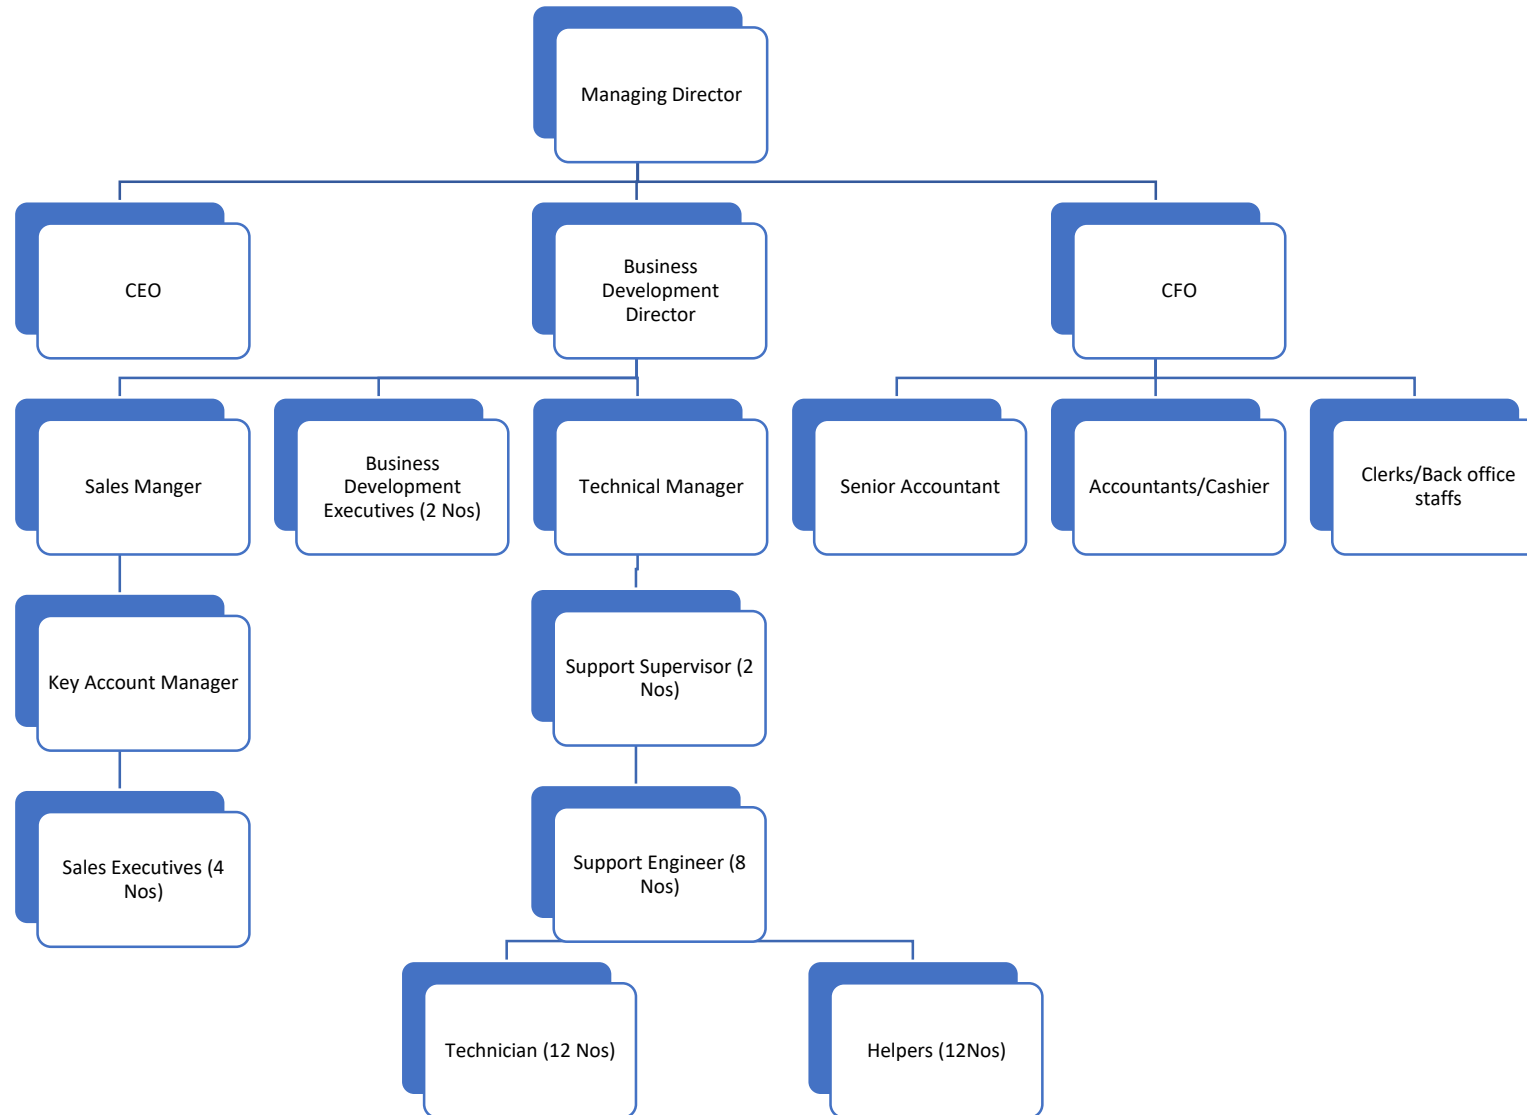 Managing Director
CEO
Business
Development
Director
CFO
Sales Manger
Business
Development
Executives (2 Nos)
Technical Manager
Senior Accountant
Accountants/Cashier
Clerks/Back office
staffs
Key Account Manager
Support Supervisor (2
Nos)
Sales Executives (4
Nos)
Support Engineer (8
Nos)
Technician (12 Nos)
Helpers (12Nos)